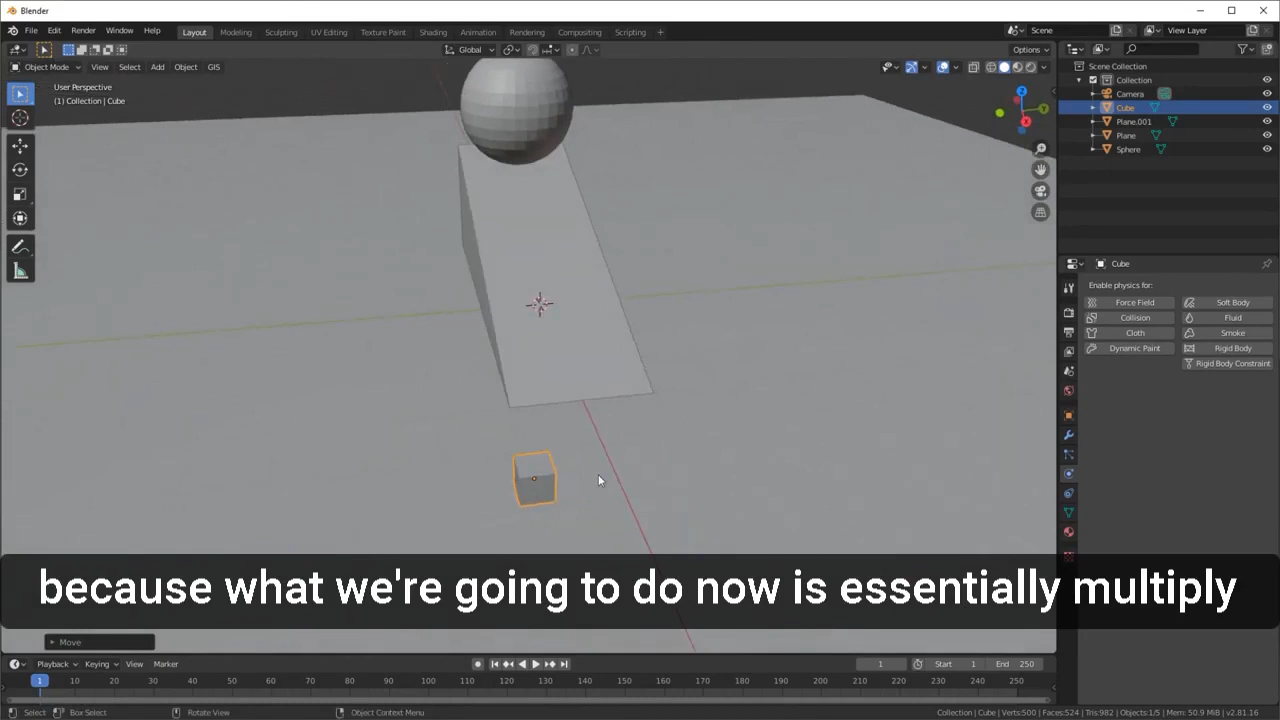 Blender
File Edit Render Window Help
Layout Modeling Sculpting UV Editing Texture Paint Shading Animation Rendering Compositing Scripting +
Scene
View Layer
Global
Options
Object Mode View Select Add Object GIS
User Perspective
(1) Collection | Cube
Scene Collection
Collection
Camera
Cube
Plane.001
Plane
Sphere
Cube
Enable physics for:
Force Field Soft Body
Collision Fluid
Cloth Smoke
Dynamic Paint Rigid Body
Rigid Body Constraint
because what we're going to do now is essentially multiply
Move
Playback Keying View Marker
1 Start 1 End 250
1 10 20 30 40 50 60 70 80 90 100 110 120 130 140 150 160 170 180 190 200 210 220 230 240 250
Select Box Select Rotate View Object Context Menu
Collection | Cube | Verts:500 | Faces:524 | Tris:982 | Objects:1/5 | Mem: 50.9 MiB | v2.81.16